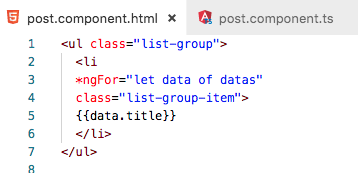 post.component.html × post.component.ts
1 <ul class="list-group">
2 <li
3 *ngFor="let data of datas"
4 class="list-group-item">
5 {{data.title}}
6 </li>
7 </ul>
8